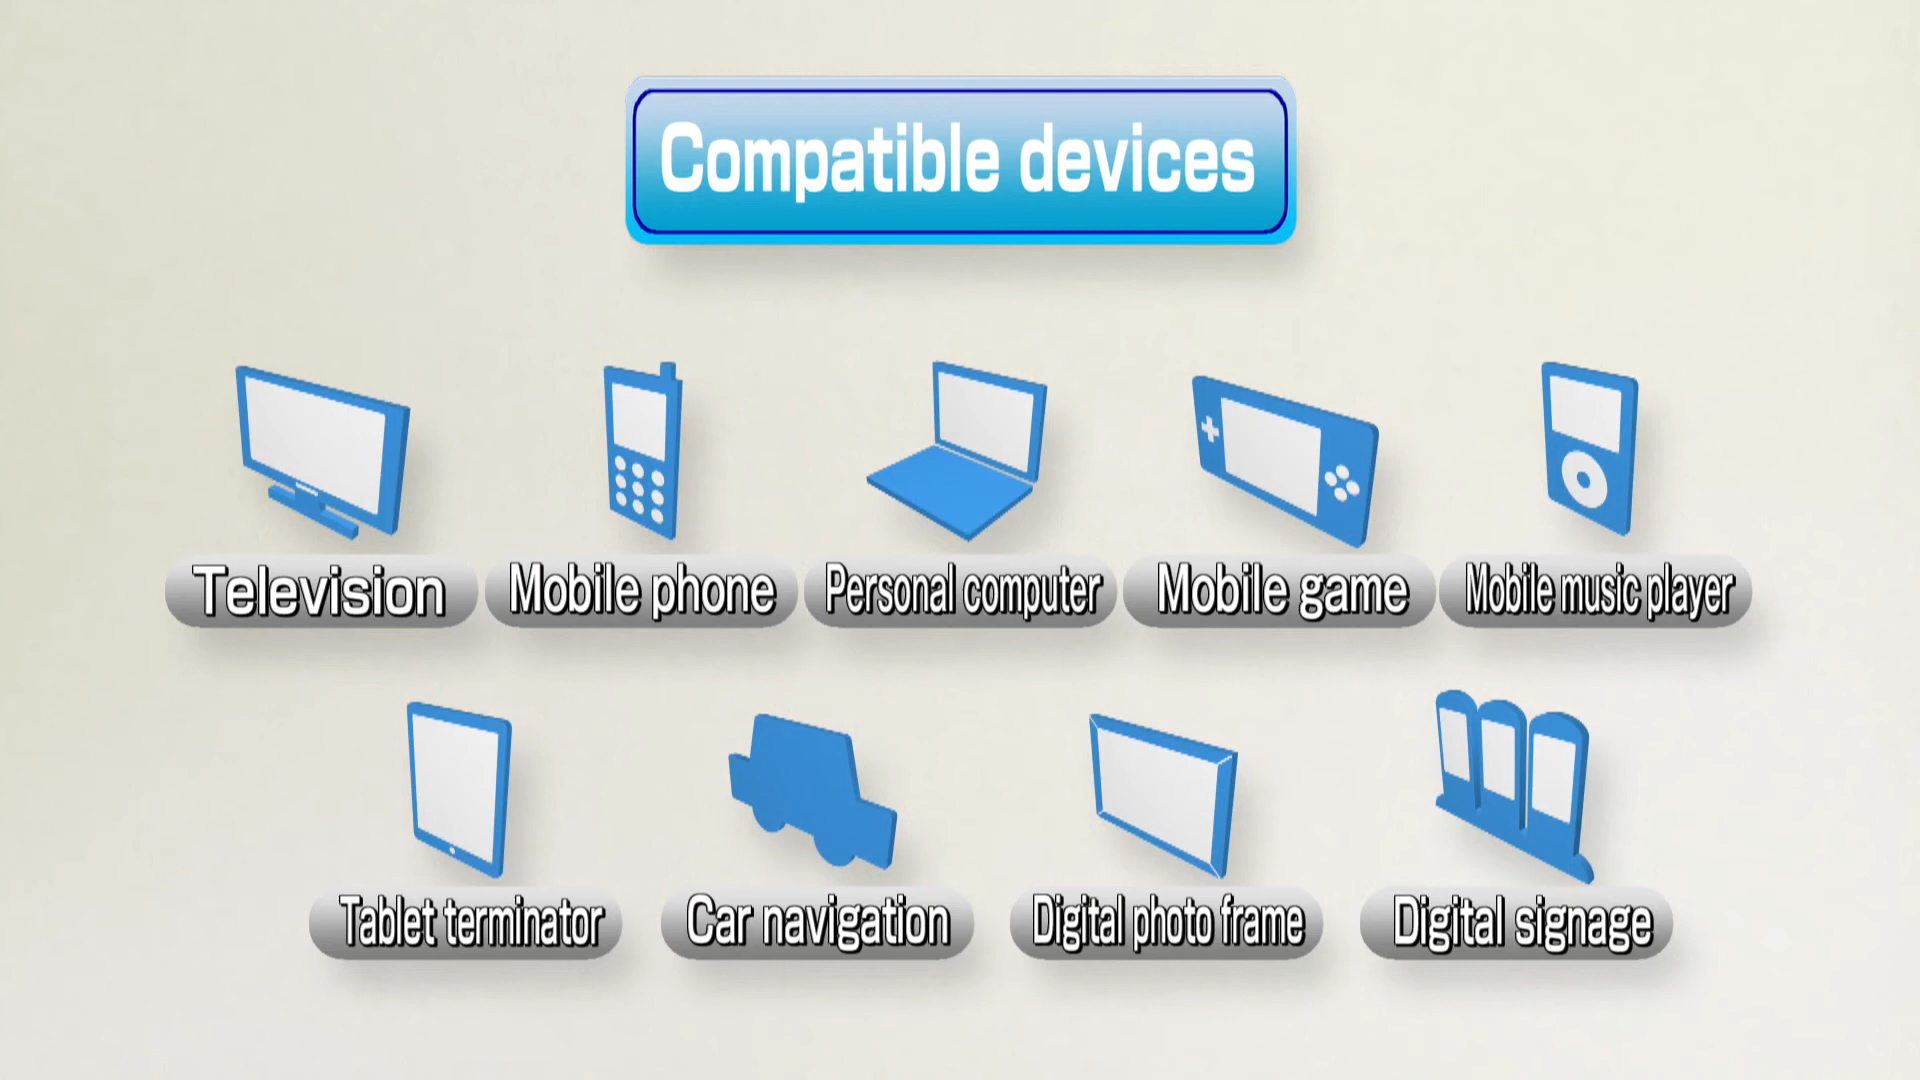 Compatible devices
Television
Mobile phone
Personal computer
Mobile game
Mobile music player
Tablet terminator
Car navigation
Digital photo frame
Digital signage